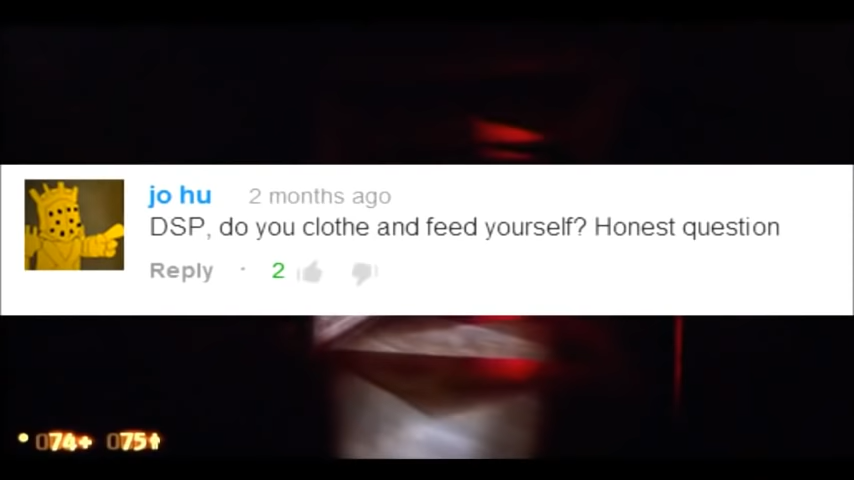 jo hu 2 months ago
DSP, do you clothe and feed yourself? Honest question
Reply · 2
074+ 075